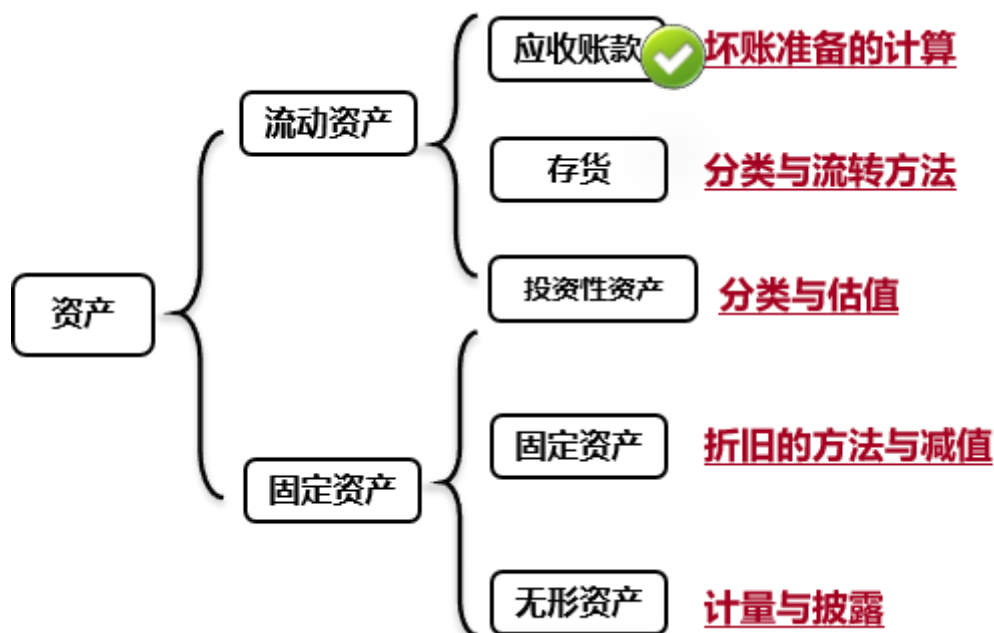 应收账款
坏账准备的计算
流动资产
存货
分类与流转方法
投资性资产
分类与估值
资产
固定资产
折旧的方法与减值
固定资产
无形资产
计量与披露